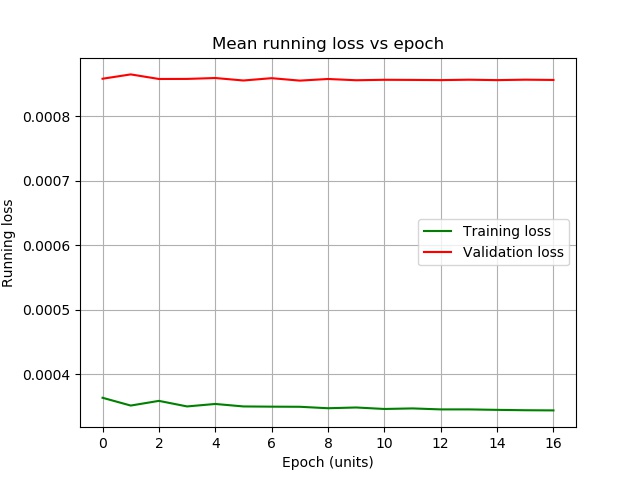 Mean running loss vs epoch
Running loss
0.0008
0.0007
0.0006
0.0005
0.0004
Training loss
Validation loss
0 2 4 6 8 10 12 14 16
Epoch (units)